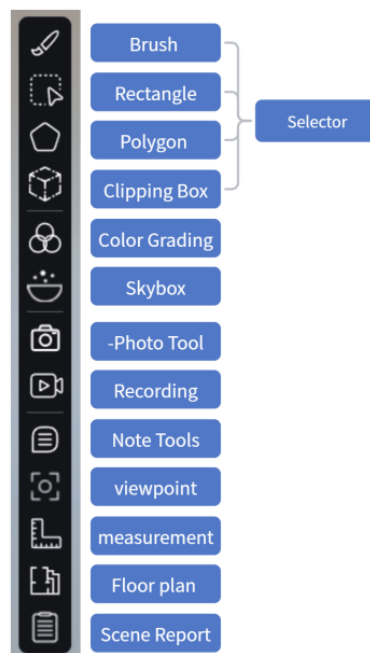 Brush
Rectangle
Selector
Polygon
Clipping Box
Color Grading
Skybox
-Photo Tool
Recording
Note Tools
viewpoint
measurement
Floor plan
Scene Report